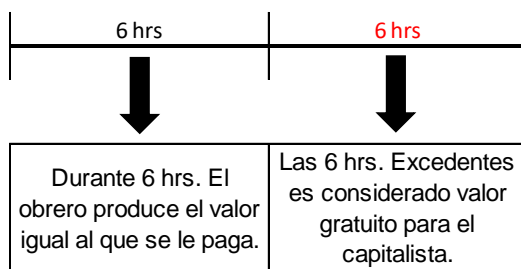 6 hrs
6 hrs
Durante 6 hrs. El
obrero produce el valor
igual al que se le paga.
Las 6 hrs. Excedentes
es considerado valor
gratuito para el
capitalista.